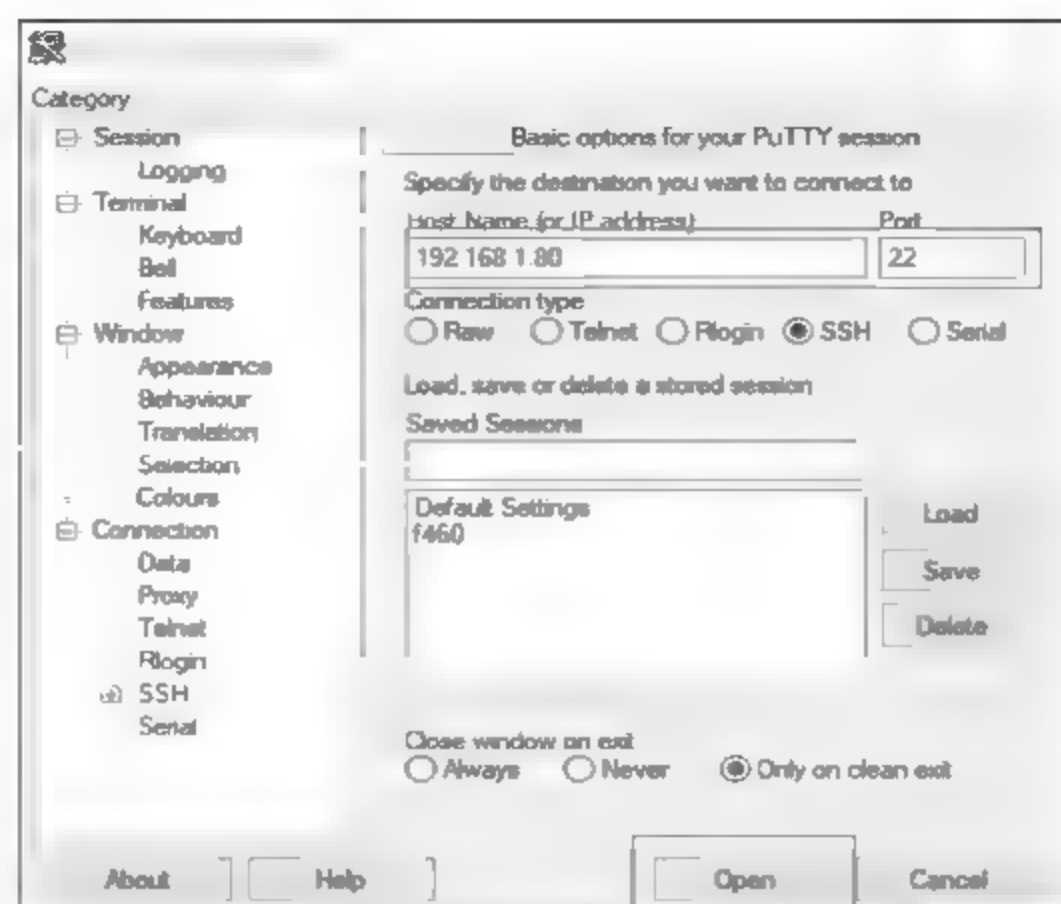 Category
Session
Logging
Terminal
Keyboard
Bell
Features
Window
Appearance
Behaviour
Translation
Selection
Colours
Connection
Data
Proxy
Telnet
Rlogin
SSH
Serial
Basic options for your PuTTY session
Specify the destination you want to connect to
Host Name (or IP address) Port
192 168 1.80 22
Connection type
Raw Telnet Rlogin SSH Serial
Load, save or delete a stored session
Saved Sessions
Default Settings
f460
Load
Save
Delete
Close window on exit
Always Never Only on clean exit
About Help Open Cancel